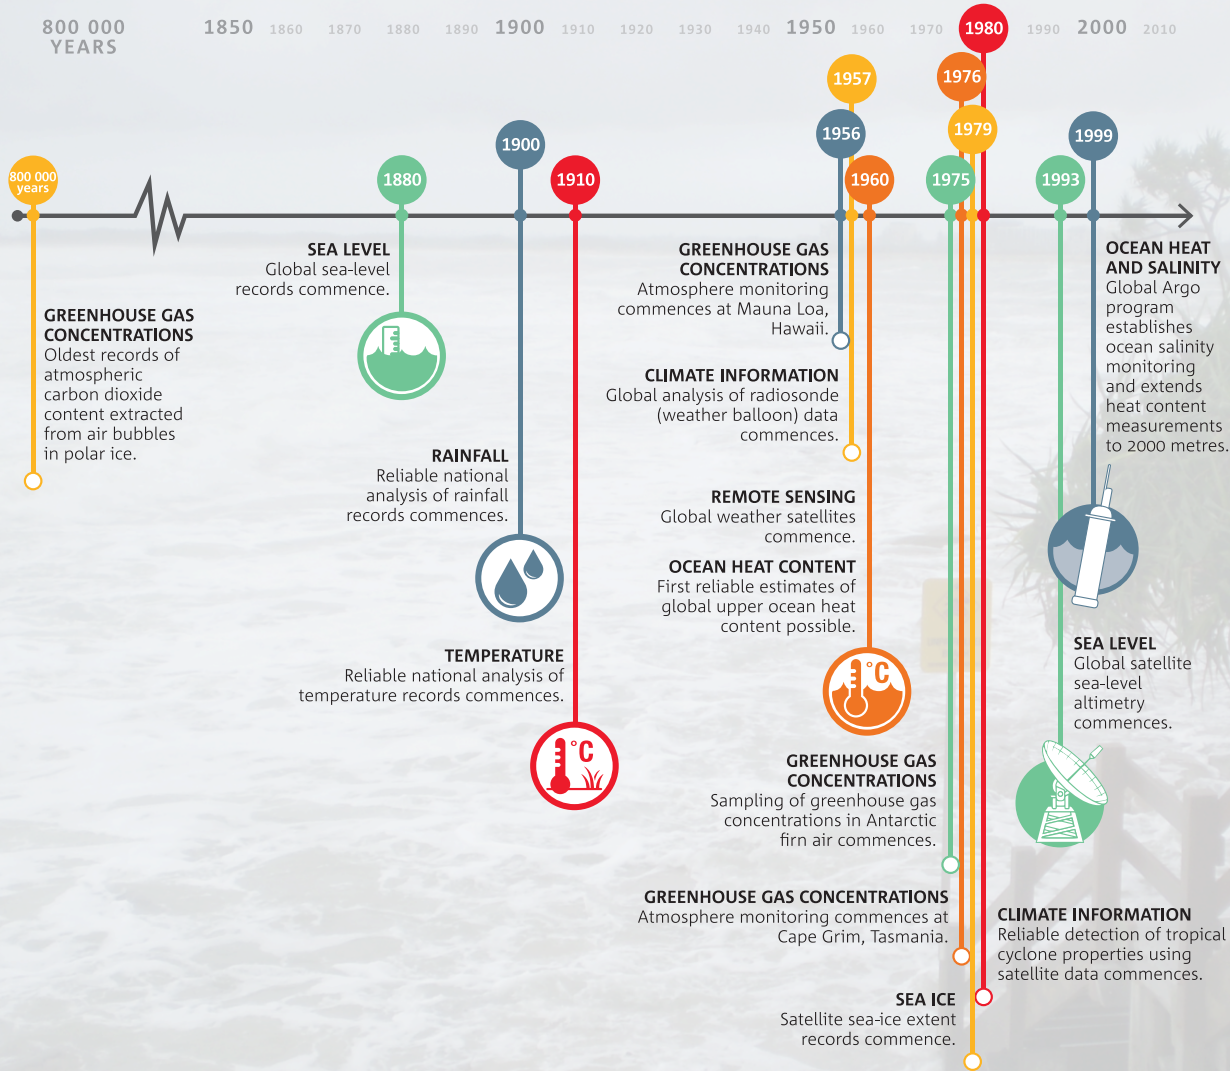 800 000
YEARS
1850 1860 1870 1880 1890 1900 1910 1920 1930 1940 1950 1960 1970 1980 1990 2000 2010
1957
1976
1956
1979
1999
1900
800 000
years
1880
1910
1960
1975
1993
GREENHOUSE GAS
CONCENTRATIONS
Oldest records of
atmospheric
carbon dioxide
content extracted
from air bubbles
in polar ice.
SEA LEVEL
Global sea-level
records commence.
RAINFALL
Reliable national
analysis of rainfall
records commences.
TEMPERATURE
Reliable national analysis of
temperature records commences.
°C
GREENHOUSE GAS
CONCENTRATIONS
Atmosphere monitoring
commences at Mauna Loa,
Hawaii.
CLIMATE INFORMATION
Global analysis of radiosonde
(weather balloon) data
commences.
REMOTE SENSING
Global weather satellites
commence.
OCEAN HEAT CONTENT
First reliable estimates of
global upper ocean heat
content possible.
°C
GREENHOUSE GAS
CONCENTRATIONS
Sampling of greenhouse gas
concentrations in Antarctic
firn air commences.
GREENHOUSE GAS CONCENTRATIONS
Atmosphere monitoring commences at
Cape Grim, Tasmania.
SEA ICE
Satellite sea-ice extent
records commence.
CLIMATE INFORMATION
Reliable detection of tropical
cyclone properties using
satellite data commences.
SEA LEVEL
Global satellite
sea-level
altimetry
commences.
OCEAN HEAT
AND SALINITY
Global Argo
program
establishes
ocean salinity
monitoring
and extends
heat content
measurements
to 2000 metres.